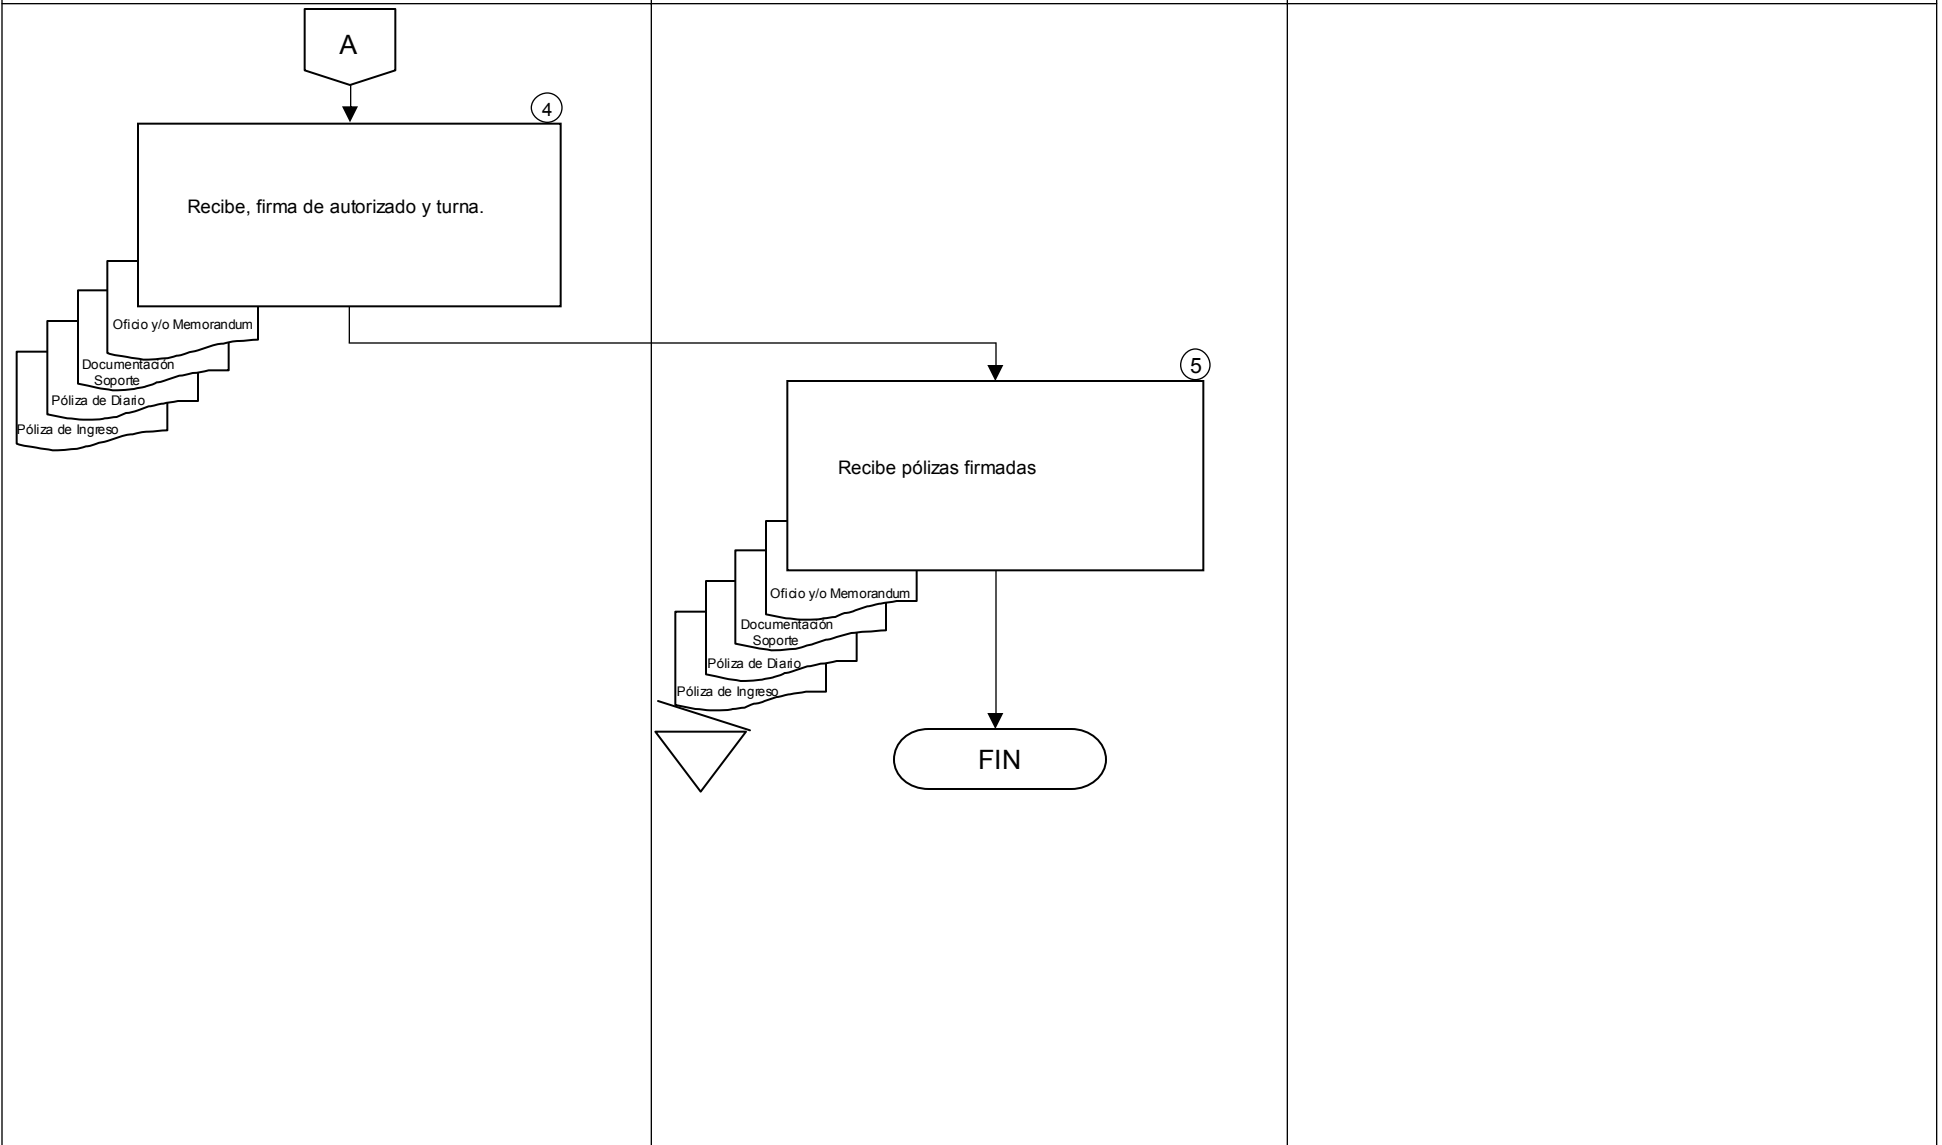 A
4
Recibe, firma de autorizado y turna.
Oficio y/o Memorandum
Documentación
Soporte
Póliza de Diario
Póliza de Ingreso
5
Recibe pólizas firmadas
Oficio y/o Memorandum
Documentación
Soporte
Póliza de Diario
Póliza de Ingreso
FIN